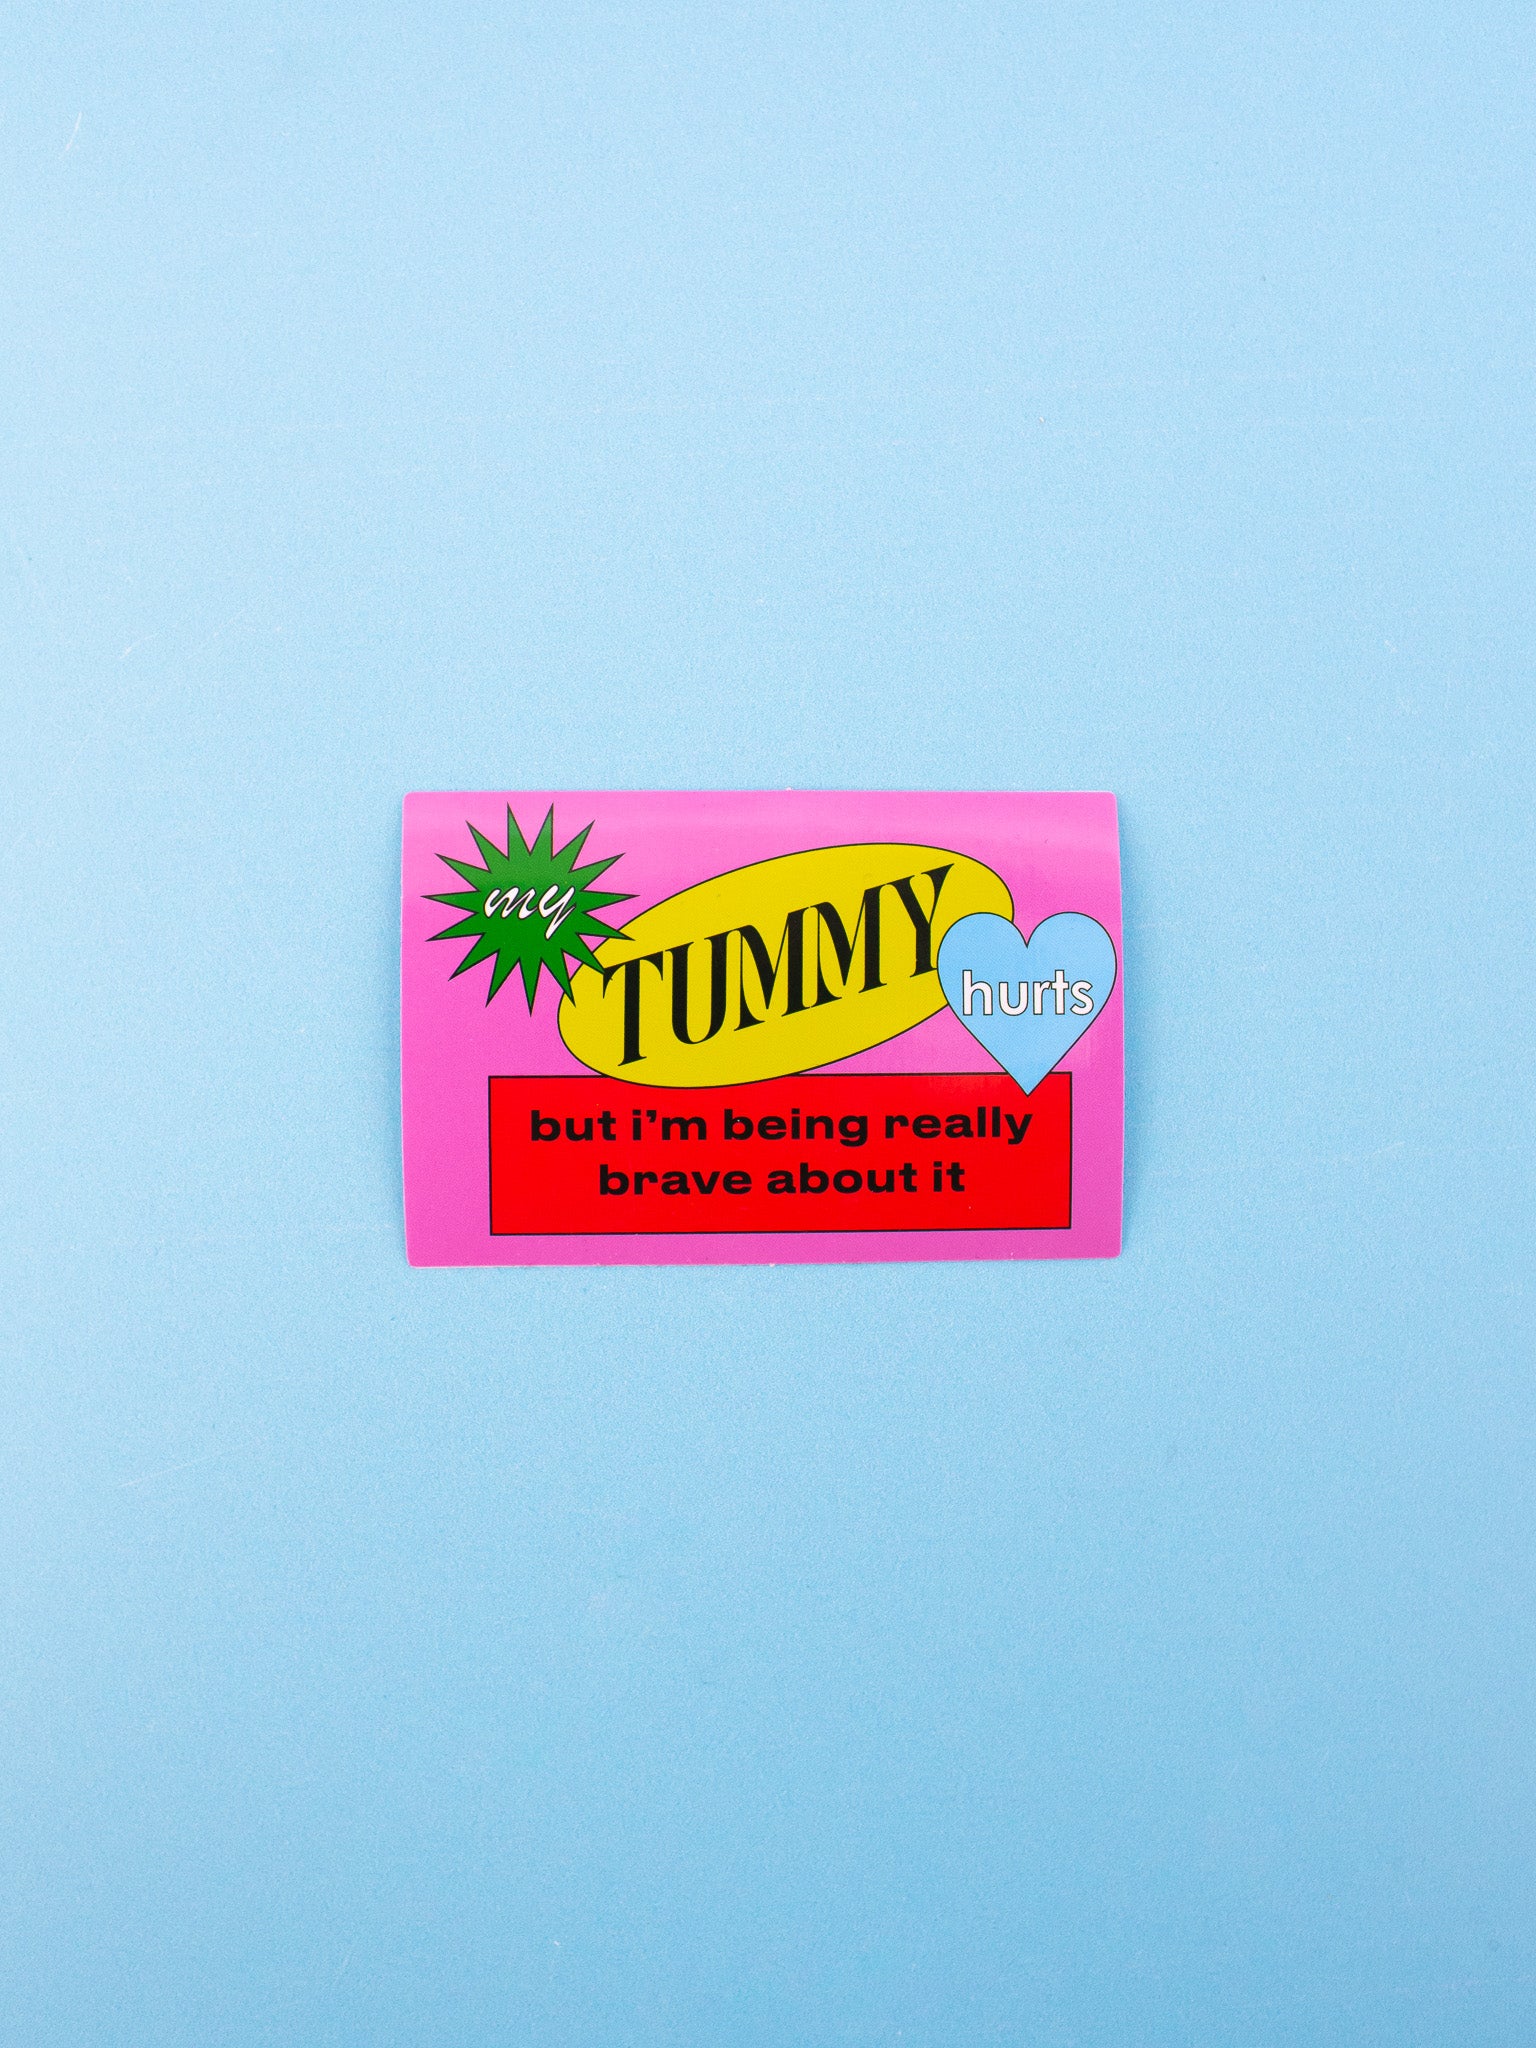 my
TUMMY
hurts
but i’m being really
brave about it